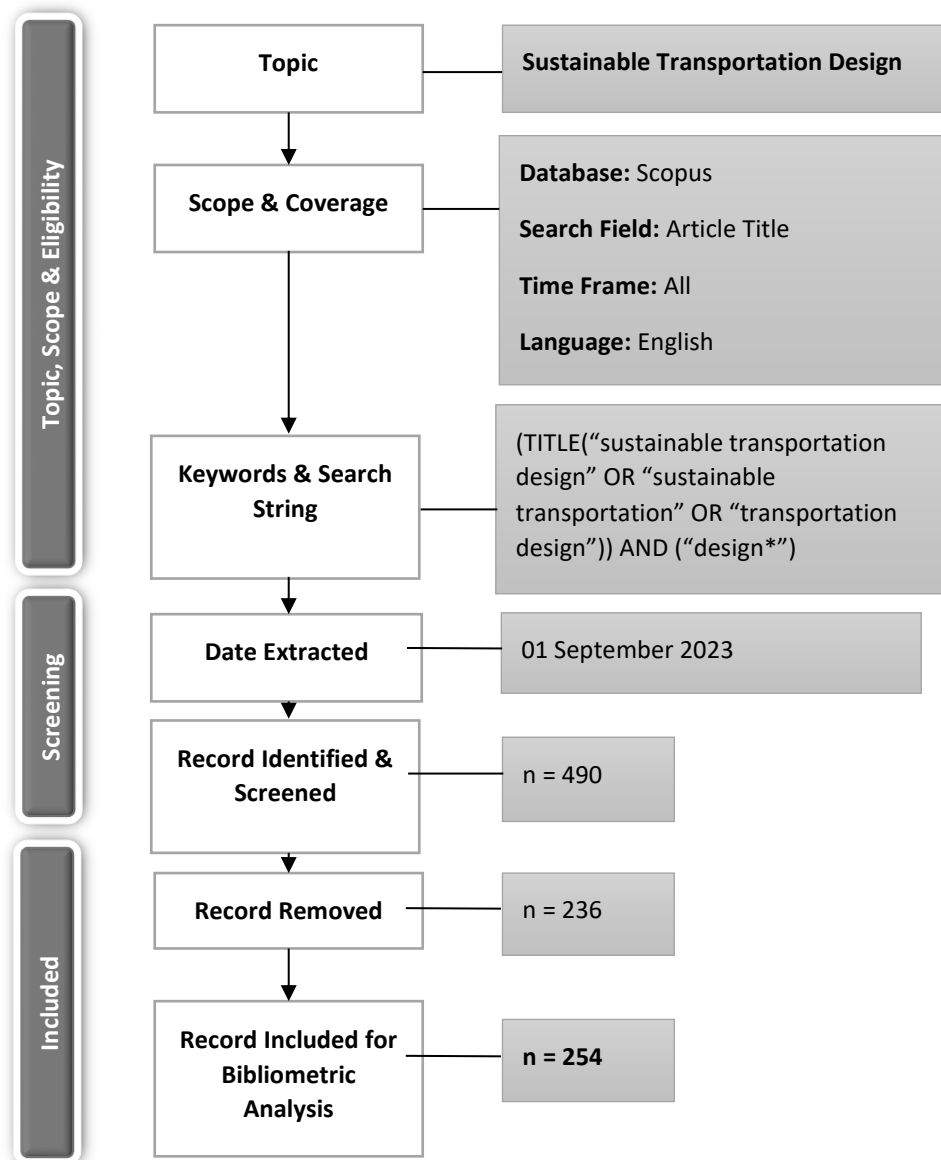 Topic, Scope & Eligibility
Topic
Sustainable Transportation Design
Scope & Coverage
Database: Scopus
Search Field: Article Title
Time Frame: All
Language: English
Keywords & Search
String
(TITLE(“sustainable transportation
design” OR “sustainable
transportation” OR “transportation
design”)) AND (“design*”)
Screening
Date Extracted
01 September 2023
Record Identified &
Screened
n = 490
Included
Record Removed
n = 236
Record Included for
Bibliometric
Analysis
n = 254